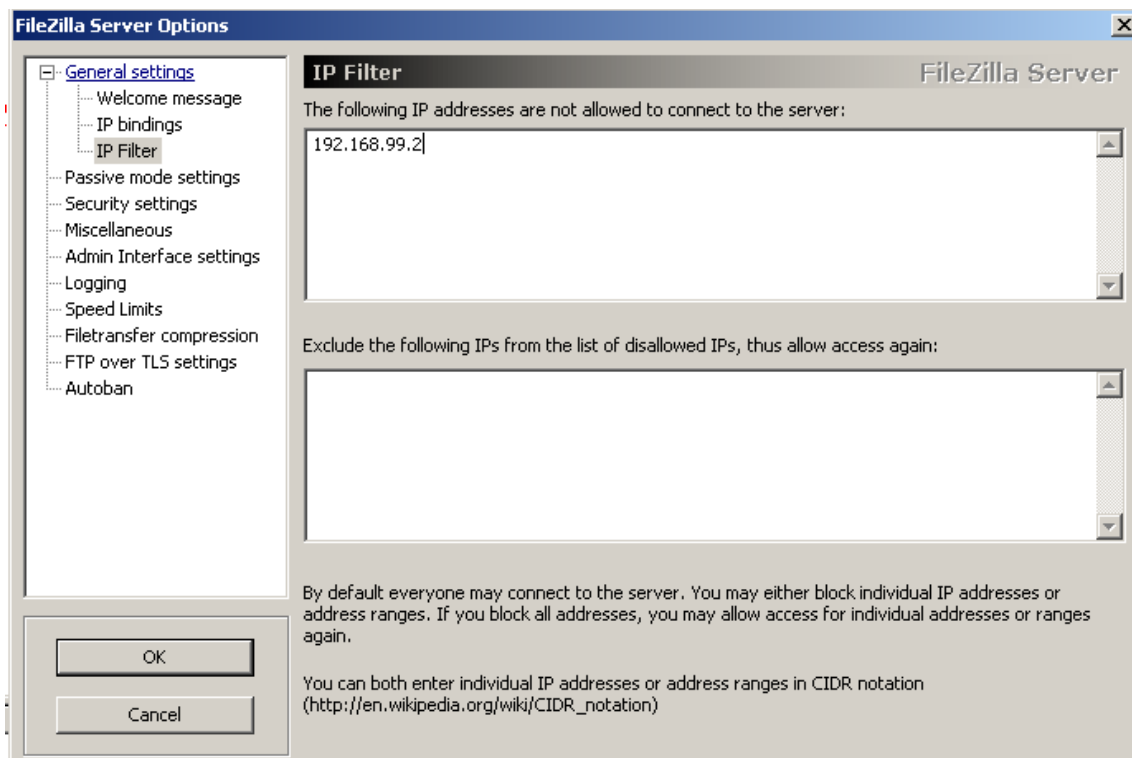 FileZilla Server Options
General settings
Welcome message
IP bindings
IP Filter
Passive mode settings
Security settings
Miscellaneous
Admin Interface settings
Logging
Speed Limits
Filetransfer compression
FTP over TLS settings
Autoban
OK
Cancel
IP Filter
FileZilla Server
The following IP addresses are not allowed to connect to the server:
192.168.99.2
Exclude the following IPs from the list of disallowed IPs, thus allow access again:
By default everyone may connect to the server. You may either block individual IP addresses or
address ranges. If you block all addresses, you may allow access for individual addresses or ranges
again.
You can both enter individual IP addresses or address ranges in CIDR notation
(http://en.wikipedia.org/wiki/CIDR_notation)